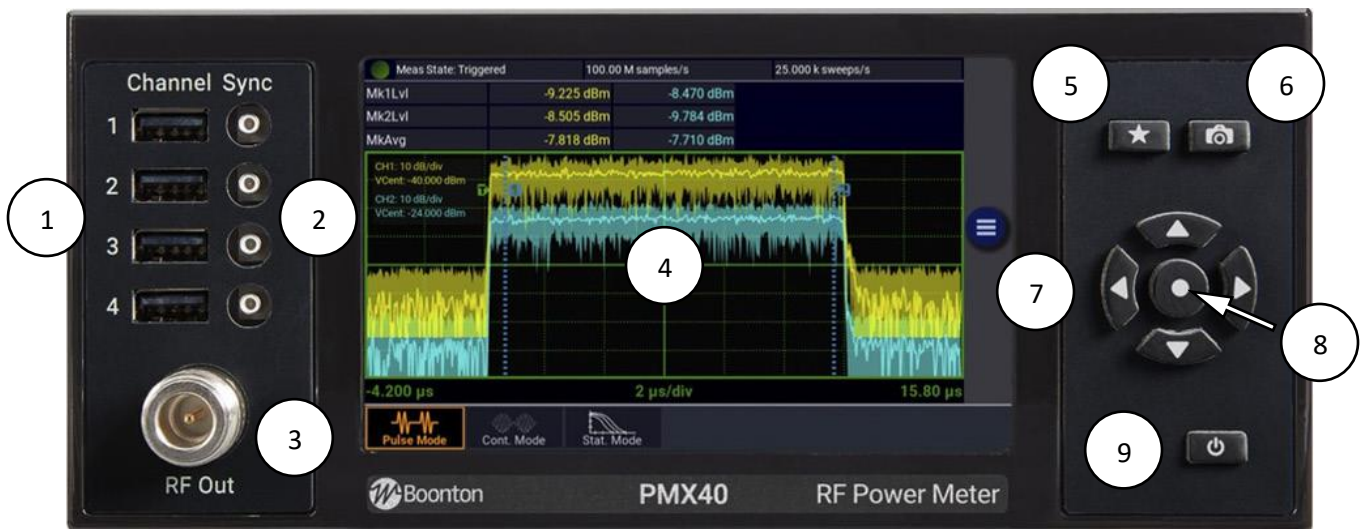 Channel Sync
1
2
3
4
RF Out
1
2
3
Meas State: Triggered 100.00 M samples/s 25.000 k sweeps/s
Mk1Lvl -9.225 dBm -8.470 dBm
Mk2Lvl -8.505 dBm -9.784 dBm
MkAvg -7.818 dBm -7.710 dBm
CH1: 10 dB/div
VCent: -40.000 dBm
CH2: 10 dB/div
VCent: -24.000 dBm
4
-4.200 µs 2 µs/div 15.80 µs
Pulse Mode Cont. Mode Stat. Mode
Boonton PMX40 RF Power Meter
5
6
7
8
9